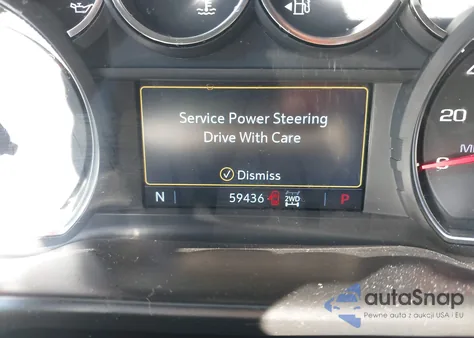 Service Power Steering
Drive With Care
Dismiss
N 59436 2WD P
20
autoSnap
Pewne auta z aukcji USA i EU